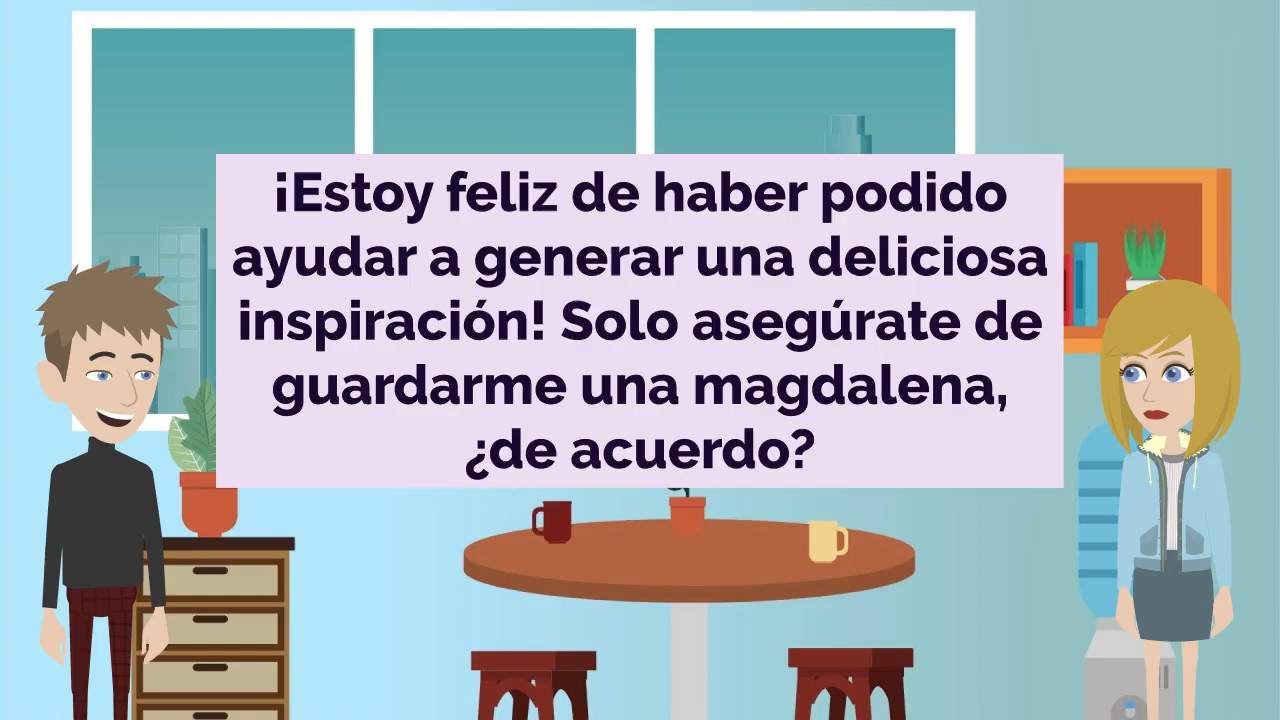 ¡Estoy feliz de haber podido
ayudar a generar una deliciosa
inspiración! Solo asegúrate de
guardarme una magdalena,
¿de acuerdo?